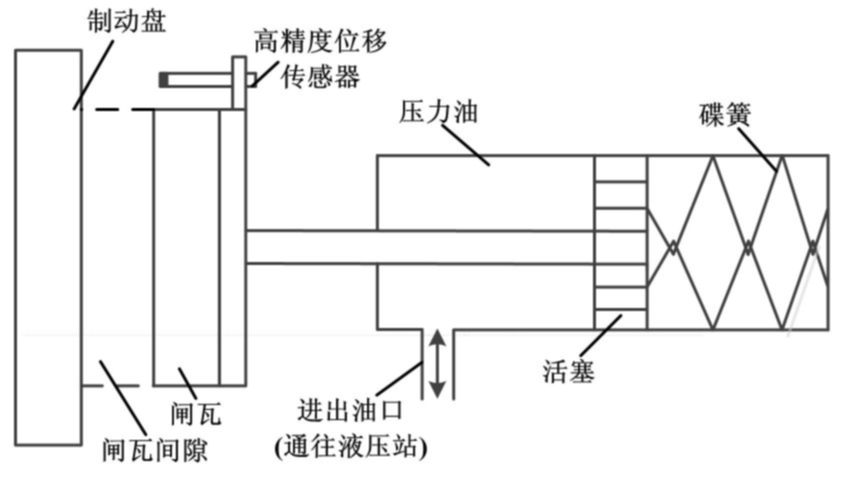 制动盘
高精度位移
传感器
压力油
碟簧
闸瓦
闸瓦间隙
进出油口
(通往液压站)
活塞